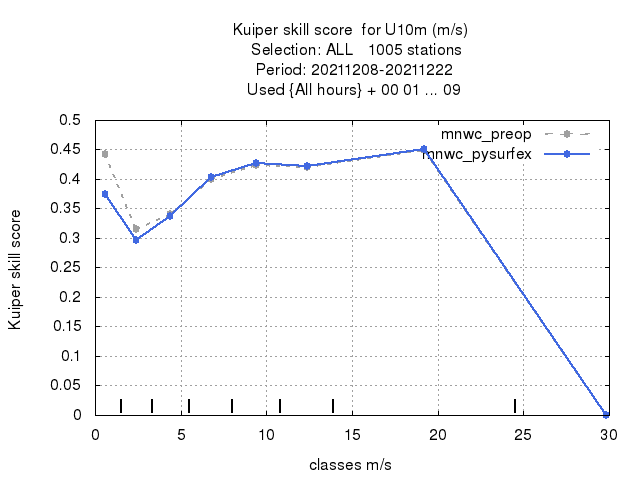 Kuiper skill score  for U10m (m/s)
Selection: ALL   1005 stations
Period: 20211208-20211222
Used {All hours} + 00 01 ... 09
mnwc_preop
mnwc_pysurfex
0.5
0.45
0.4
0.35
0.3
0.25
0.2
0.15
0.1
0.05
0
Kuiper skill score
0 5 10 15 20 25 30
classes m/s